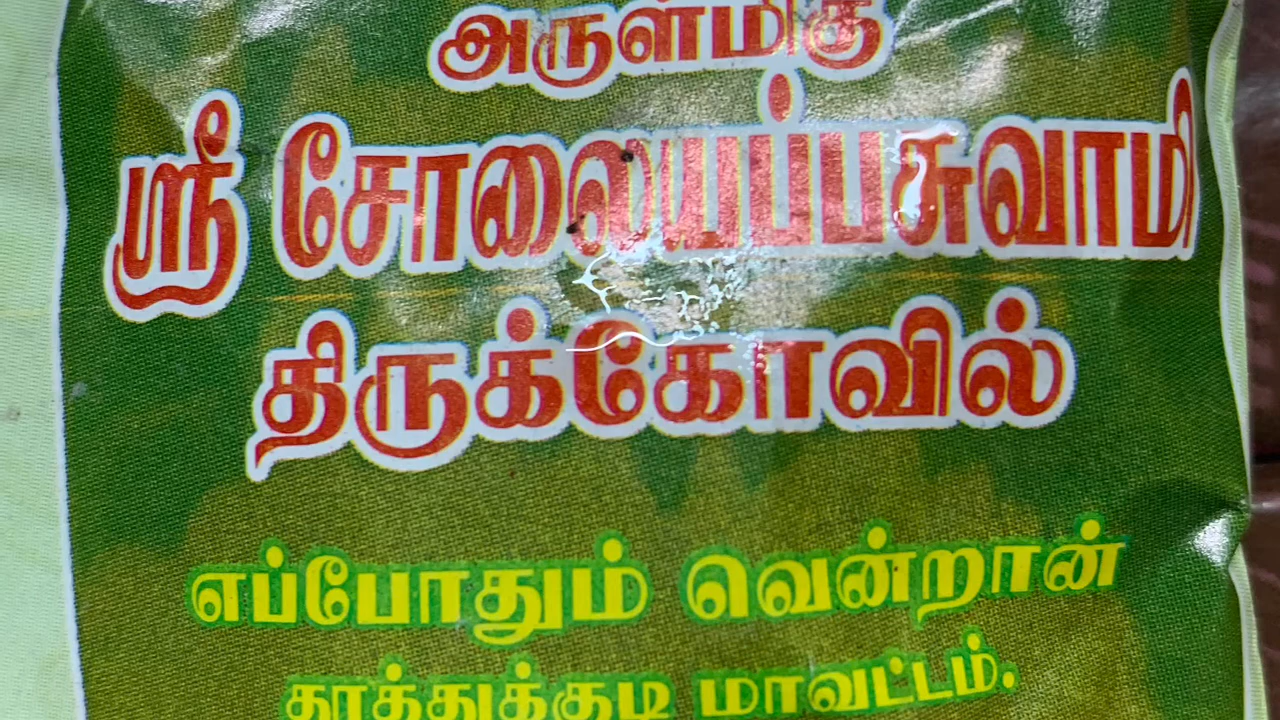 அருள்மிகு
ஸ்ரீ சோலையப்பசுவாமி
திருக்கோவில்
எப்போதும் வென்றான்
தூத்துக்குடி மாவட்டம்.